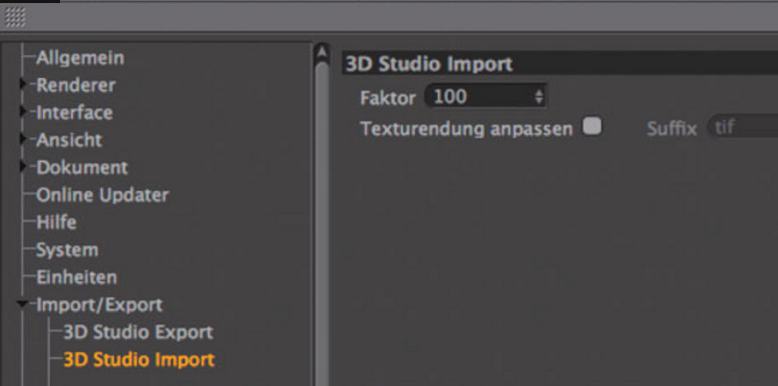 Allgemein
Renderer
Interface
Ansicht
Dokument
Online Updater
Hilfe
System
Einheiten
Import/Export
3D Studio Export
3D Studio Import
3D Studio Import
Faktor 100
Texturendung anpassen Suffix tif